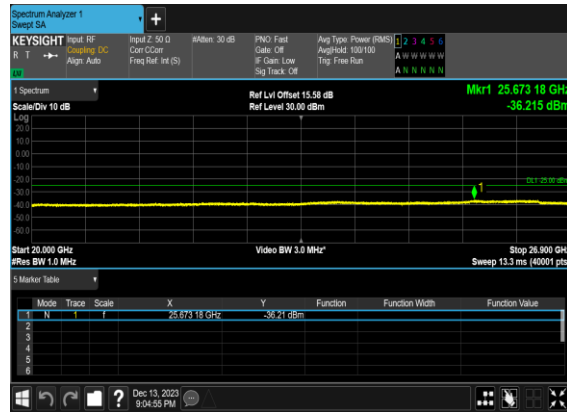 Spectrum Analyzer 1
Swept SA
+
KEYSIGHT Input: RF Input Z: 50 Ω #Atten: 30 dB PNO: Fast Avg Type: Power (RMS) 1 2 3 4 5 6
R T Coupling: DC Corr CCorr Gate: Off Avg|Hold: 100/100 A W W W W W
Align: Auto Freq Ref: Int (S) IF Gain: Low Trig: Free Run
Sig Track: Off A N N N N N
1 Spectrum Ref Lvl Offset 15.58 dB Mkr1 25.673 18 GHz
Scale/Div 10 dB Ref Level 30.00 dBm -36.215 dBm
Log
20.0
10.0
0.00
-10.0
-20.0
DL1 -25.00 dBm
-30.0 1
-40.0
-50.0
-60.0
Start 20.000 GHz Video BW 3.0 MHz* Stop 26.900 GHz
#Res BW 1.0 MHz Sweep 13.3 ms (40001 pts
5 Marker Table
Mode Trace Scale X Y Function Function Width Function Value
1 N 1 f 25.673 18 GHz -36.21 dBm
2
3
4
5
6
? Dec 13, 2023
9:04:55 PM